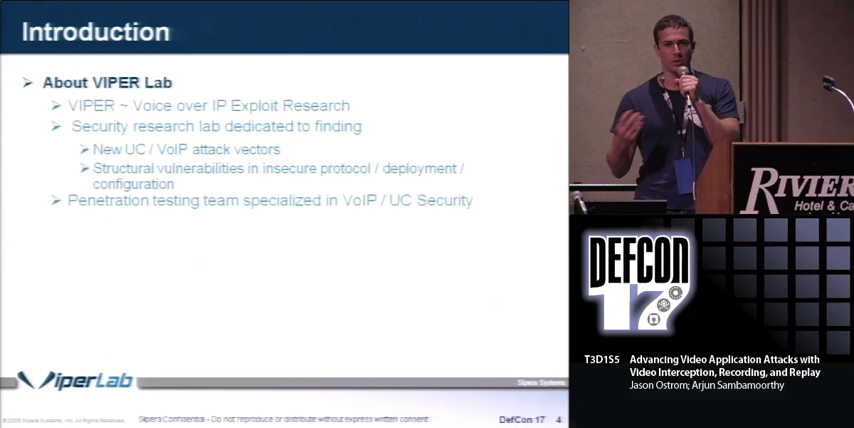 Introduction
About VIPER Lab
VIPER ~ Voice over IP Exploit Research
Security research lab dedicated to finding
New UC / VoIP attack vectors
Structural vulnerabilities in insecure protocol / deployment /
configuration
Penetration testing team specialized in VoIP / UC Security
ViperLab
Sipera Systems
© 2009 Sipera Systems, Inc. All Rights Reserved.
Sipera Confidential - Do not reproduce or distribute without express written consent
DefCon 17 4
RIVIER
Hotel & Ca
DEFCON
17
T3D1S5 Advancing Video Application Attacks with
Video Interception, Recording, and Replay
Jason Ostrom; Arjun Sambamoorthy